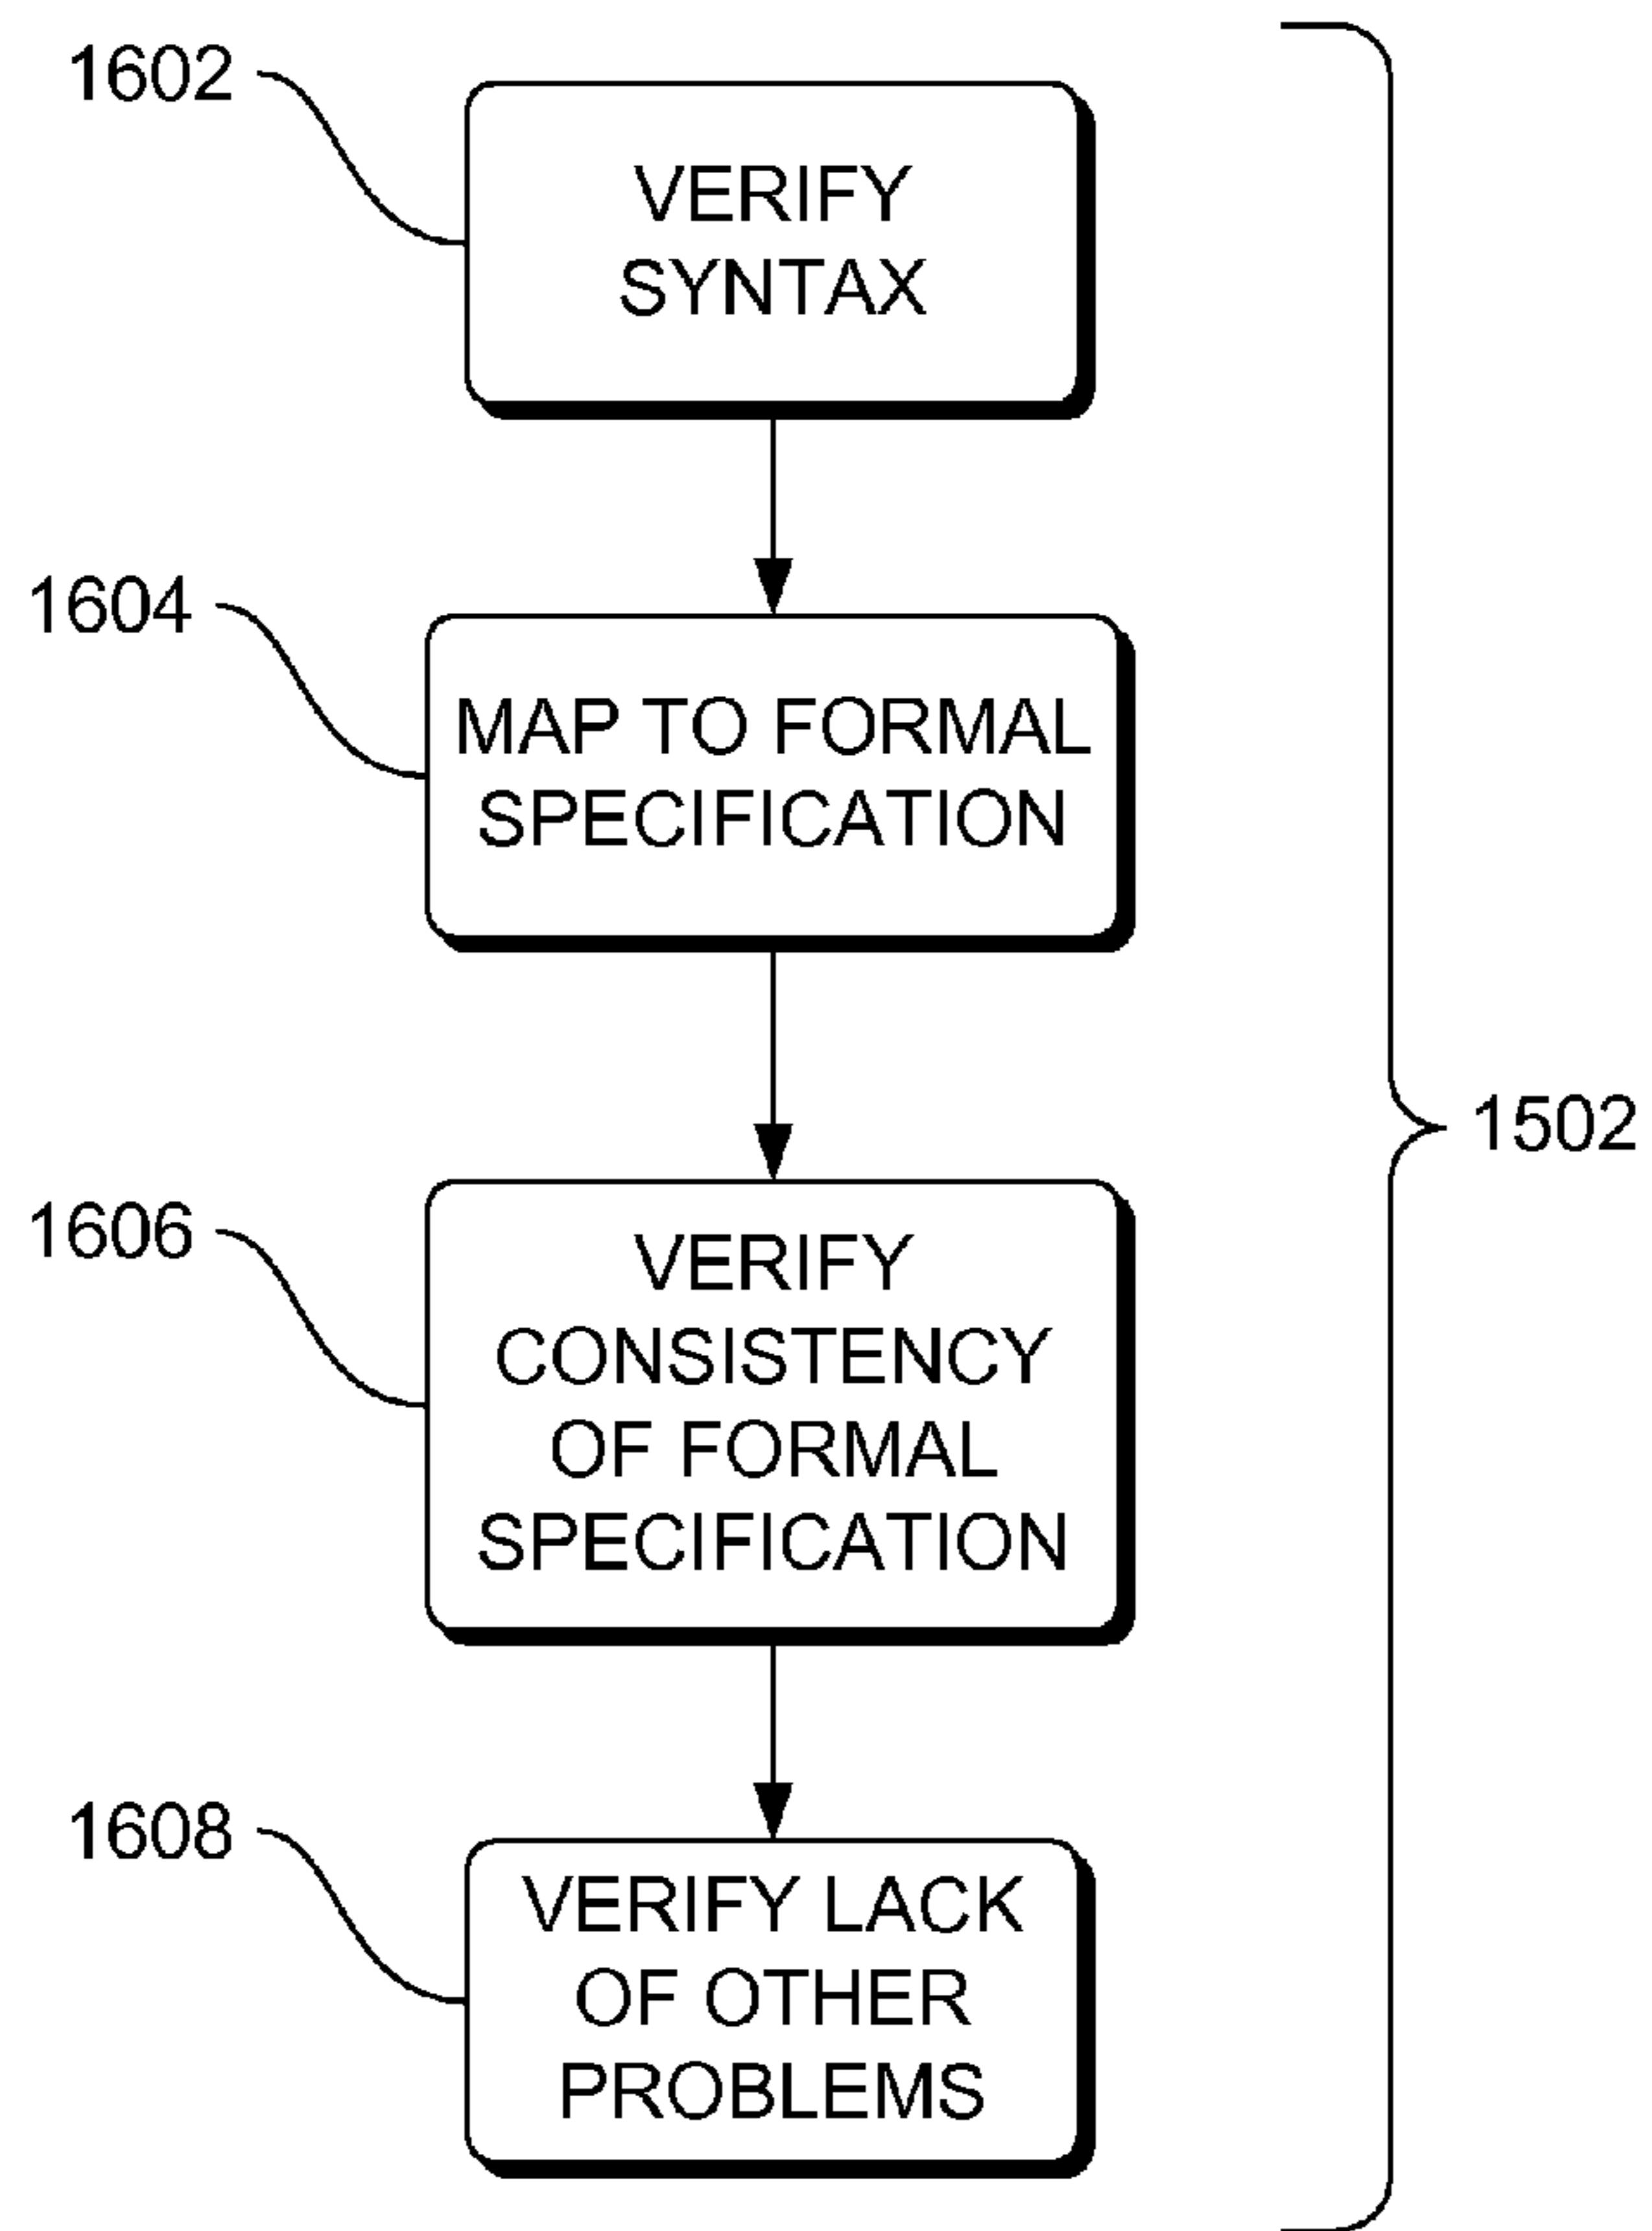 1602
VERIFY
SYNTAX
1604
MAP TO FORMAL
SPECIFICATION
1606
VERIFY
CONSISTENCY
OF FORMAL
SPECIFICATION
1502
1608
VERIFY LACK
OF OTHER
PROBLEMS